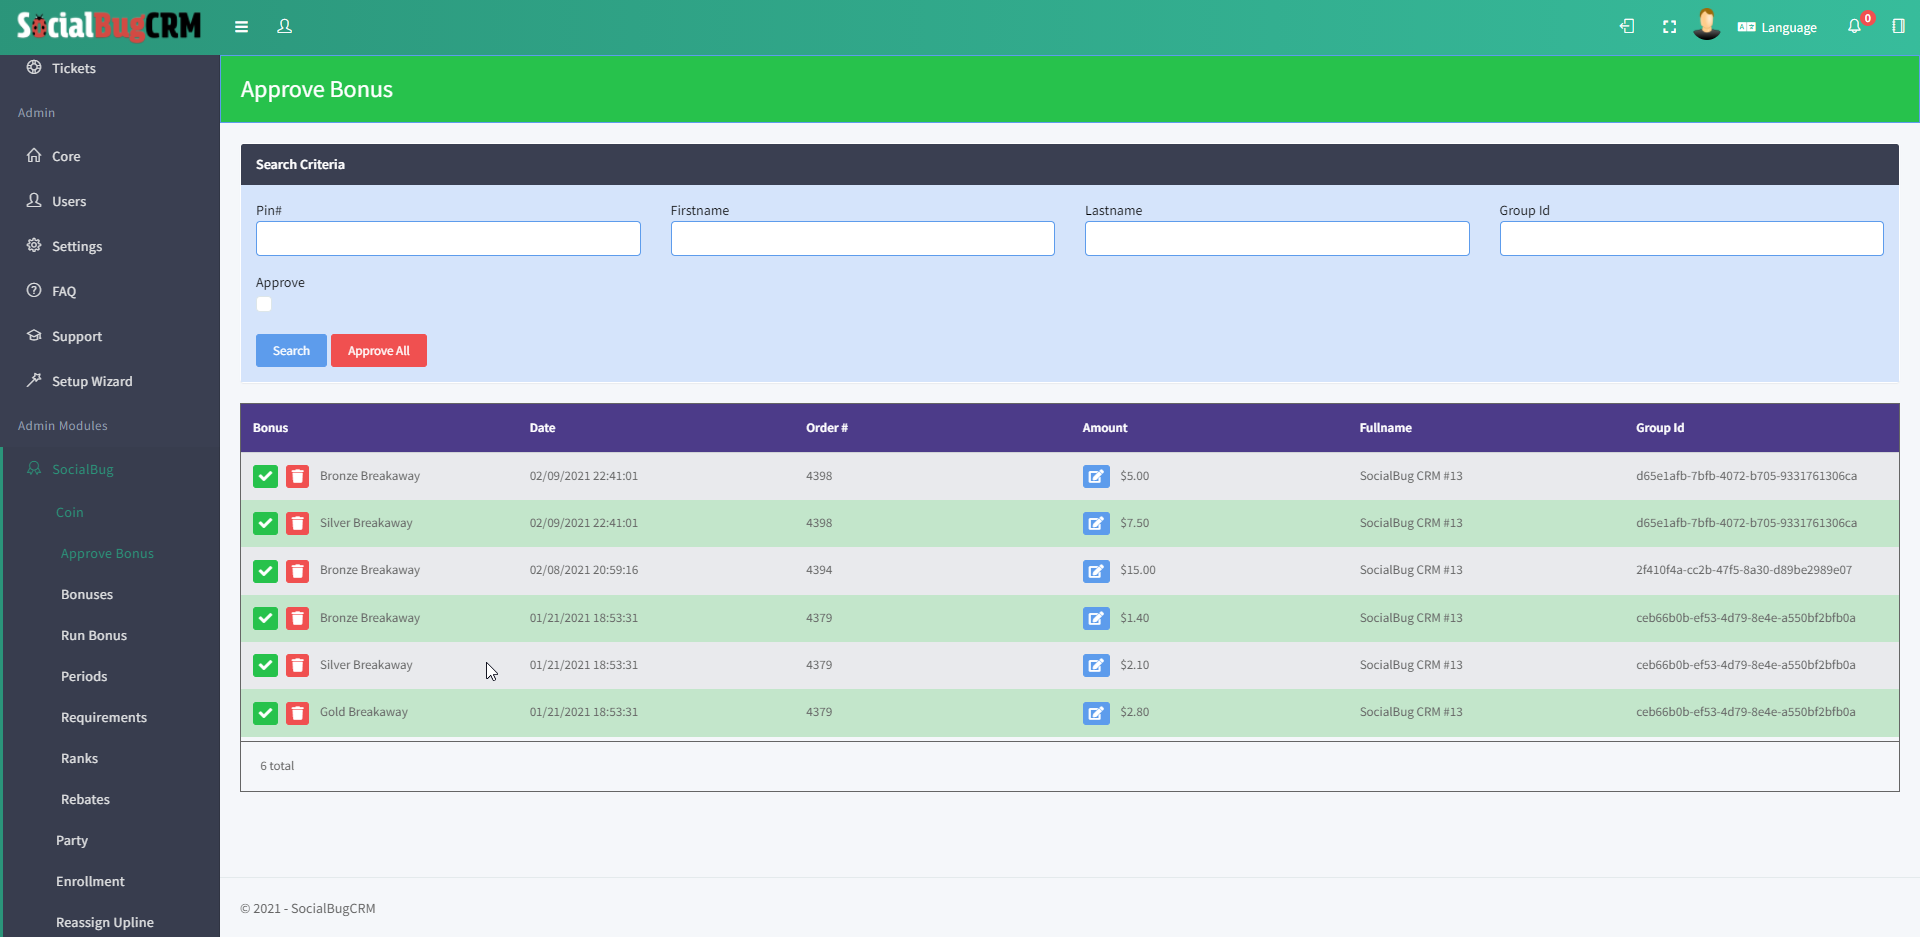 SocialBugCRM
Language
0
Tickets
Admin
Core
Users
Settings
FAQ
Support
Setup Wizard
Admin Modules
SocialBug
Coin
Approve Bonus
Bonuses
Run Bonus
Periods
Requirements
Ranks
Rebates
Party
Enrollment
Reassign Upline
Approve Bonus
Search Criteria
Pin# Firstname Lastname Group Id
Approve
Search Approve All
Bonus Date Order # Amount Fullname Group Id
Bronze Breakaway 02/09/2021 22:41:01 4398 $5.00 SocialBug CRM #13 d65e1afb-7bfb-4072-b705-9331761306ca
Silver Breakaway 02/09/2021 22:41:01 4398 $7.50 SocialBug CRM #13 d65e1afb-7bfb-4072-b705-9331761306ca
Bronze Breakaway 02/08/2021 20:59:16 4394 $15.00 SocialBug CRM #13 2f410f4a-cc2b-47f5-8a30-d89be2989e07
Bronze Breakaway 01/21/2021 18:53:31 4379 $1.40 SocialBug CRM #13 ceb66b0b-ef53-4d79-8e4e-a550bf2bfb0a
Silver Breakaway 01/21/2021 18:53:31 4379 $2.10 SocialBug CRM #13 ceb66b0b-ef53-4d79-8e4e-a550bf2bfb0a
Gold Breakaway 01/21/2021 18:53:31 4379 $2.80 SocialBug CRM #13 ceb66b0b-ef53-4d79-8e4e-a550bf2bfb0a
6 total
© 2021 - SocialBugCRM